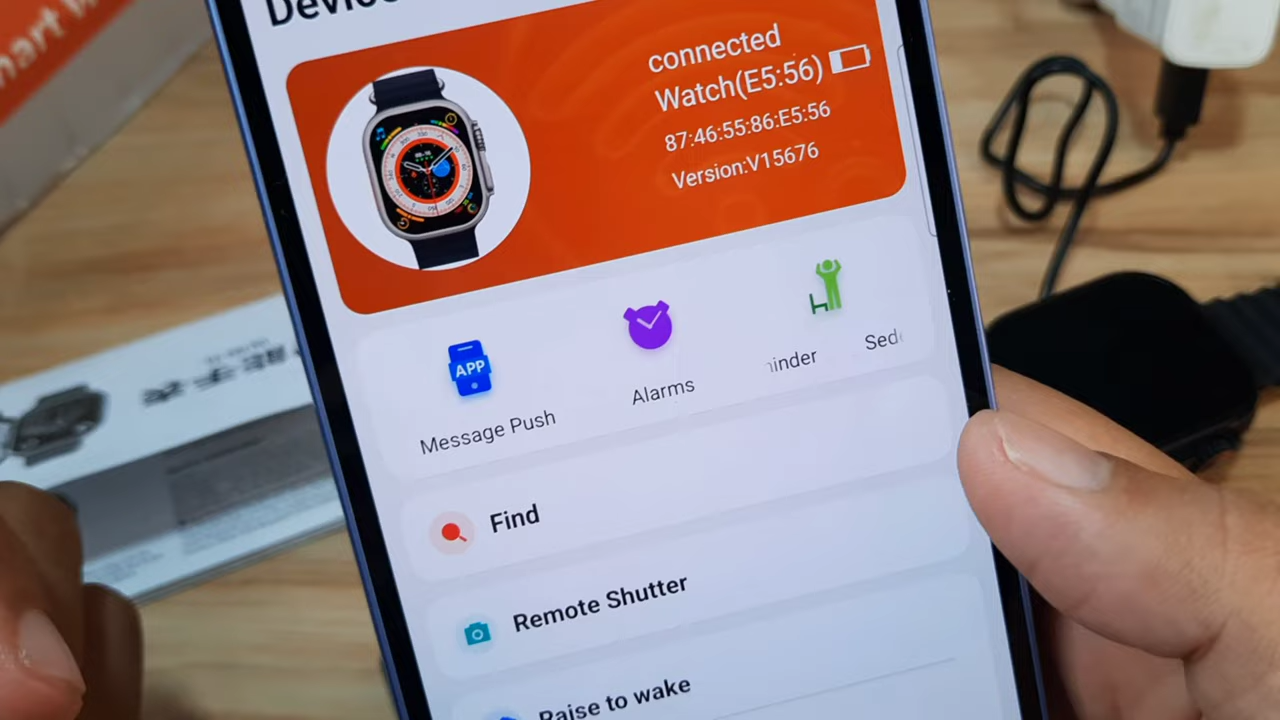 Device
connected
Watch(E5:56)
87:46:55:86:E5:56
Version:V15676
APP
Message Push
Alarms
inder
Sed
Find
Remote Shutter
Raise to wake